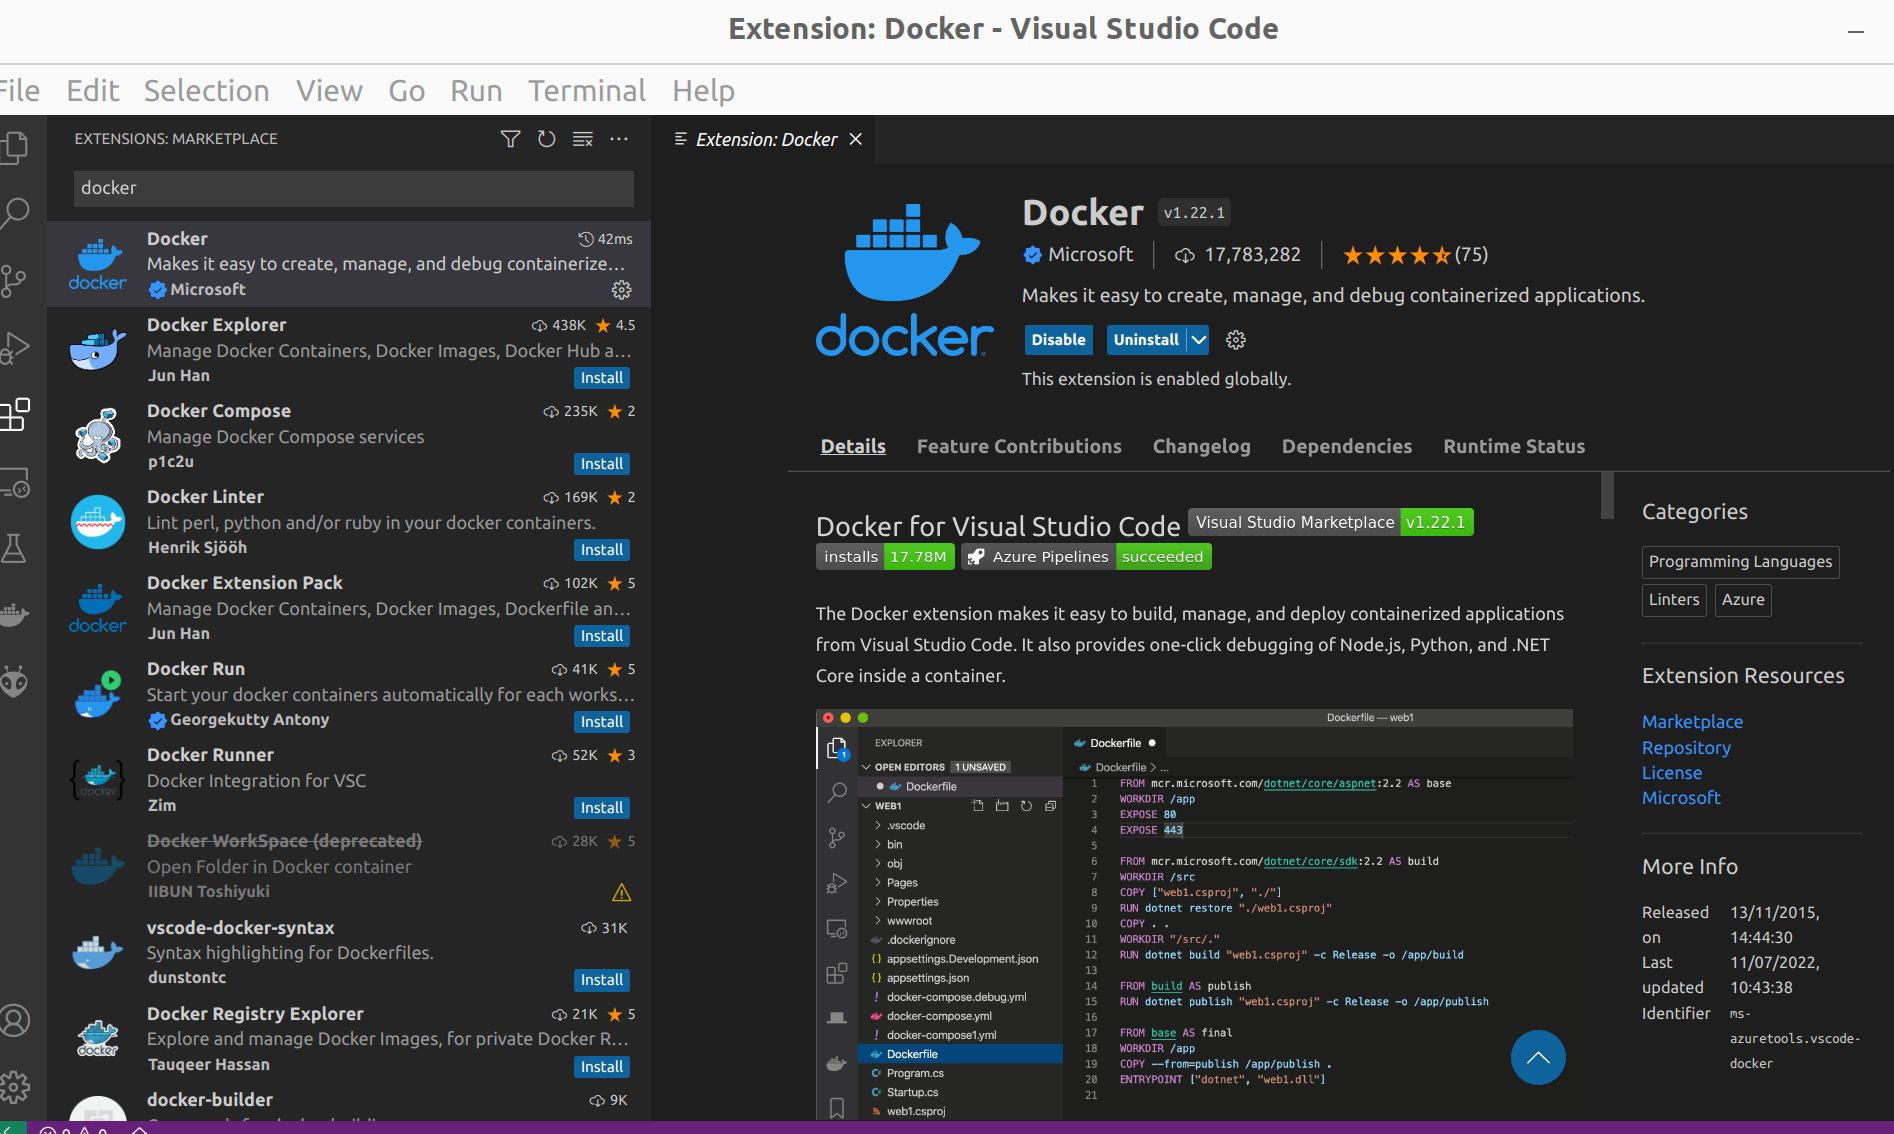 Extension: Docker - Visual Studio Code
File Edit Selection View Go Run Terminal Help
EXTENSIONS: MARKETPLACE
docker
Docker 42ms
Makes it easy to create, manage, and debug containerize…
Microsoft
docker
Docker Explorer 438K 4.5
Manage Docker Containers, Docker Images, Docker Hub a…
Jun Han Install
Docker Compose 235K 2
Manage Docker Compose services
p1c2u Install
Docker Linter 169K 2
Lint perl, python and/or ruby in your docker containers.
Henrik Sjööh Install
Docker Extension Pack 102K 5
Manage Docker Containers, Docker Images, Dockerfile an…
Jun Han Install
docker
Docker Run 41K 5
Start your docker containers automatically for each works…
Georgekutty Antony Install
Docker Runner 52K 3
Docker Integration for VSC
Zim Install
docker
Docker WorkSpace (deprecated) 28K 5
Open Folder in Docker container
IIBUN Toshiyuki
vscode-docker-syntax 31K
Syntax highlighting for Dockerfiles.
dunstontc Install
Docker Registry Explorer 21K 5
Explore and manage Docker Images, for private Docker R…
Tauqeer Hassan Install
docker
docker-builder 9K
Extension: Docker
docker
Docker v1.22.1
Microsoft 17,783,282 (75)
Makes it easy to create, manage, and debug containerized applications.
Disable Uninstall
This extension is enabled globally.
Details Feature Contributions Changelog Dependencies Runtime Status
Docker for Visual Studio Code Visual Studio Marketplace v1.22.1
installs 17.78M Azure Pipelines succeeded
The Docker extension makes it easy to build, manage, and deploy containerized applications
from Visual Studio Code. It also provides one-click debugging of Node.js, Python, and .NET
Core inside a container.
Dockerfile — web1
EXPLORER
OPEN EDITORS 1 UNSAVED
Dockerfile
WEB1
.vscode
bin
obj
Pages
Properties
wwwroot
.dockerignore
appsettings.Development.json
appsettings.json
docker-compose.debug.yml
docker-compose.yml
docker-compose1.yml
Dockerfile
Program.cs
Startup.cs
web1.csproj
1
Dockerfile
Dockerfile > ...
1 FROM mcr.microsoft.com/dotnet/core/aspnet:2.2 AS base
2 WORKDIR /app
3 EXPOSE 80
4 EXPOSE 443
5
6 FROM mcr.microsoft.com/dotnet/core/sdk:2.2 AS build
7 WORKDIR /src
8 COPY ["web1.csproj", "./"]
9 RUN dotnet restore "./web1.csproj"
10 COPY . .
11 WORKDIR "/src/."
12 RUN dotnet build "web1.csproj" -c Release -o /app/build
13
14 FROM build AS publish
15 RUN dotnet publish "web1.csproj" -c Release -o /app/publish
16
17 FROM base AS final
18 WORKDIR /app
19 COPY --from=publish /app/publish .
20 ENTRYPOINT ["dotnet", "web1.dll"]
21
Categories
Programming Languages
Linters Azure
Extension Resources
Marketplace
Repository
License
Microsoft
More Info
Released 13/11/2015,
on 14:44:30
Last 11/07/2022,
updated 10:43:38
Identifier ms-
azuretools.vscode-
docker